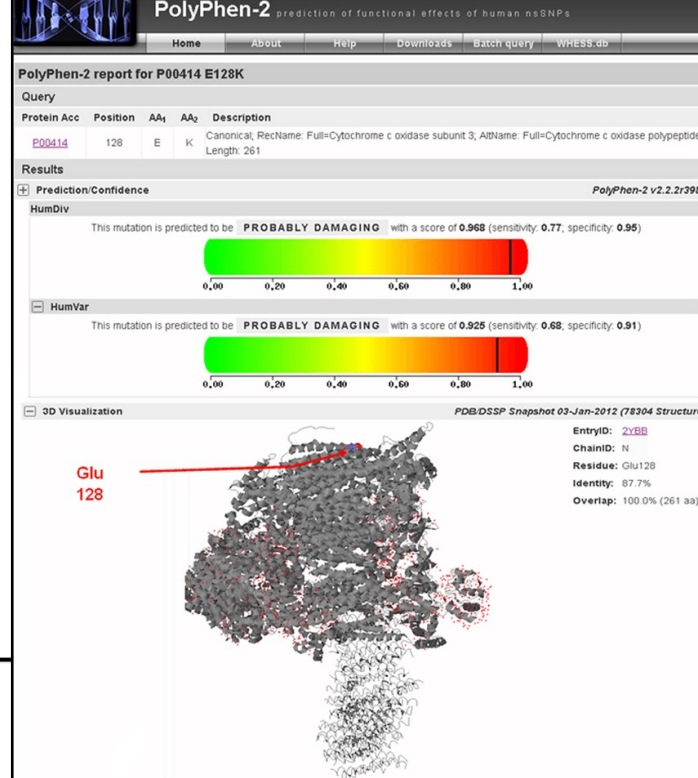 PolyPhen-2 prediction of functional effects of human nsSNPs
Home About Help Downloads Batch query WHESS.db
PolyPhen-2 report for P00414 E128K
Query
Protein Acc Position AA1 AA2 Description
P00414 128 E K Canonical; RecName: Full=Cytochrome c oxidase subunit 3; AltName: Full=Cytochrome c oxidase polypeptide
Length: 261
Results
+ Prediction/Confidence PolyPhen-2 v2.2.2r398
HumDiv
This mutation is predicted to be PROBABLY DAMAGING with a score of 0.968 (sensitivity: 0.77; specificity: 0.95)
0.00 0.20 0.40 0.60 0.80 1.00
HumVar
This mutation is predicted to be PROBABLY DAMAGING with a score of 0.925 (sensitivity: 0.68; specificity: 0.91)
0.00 0.20 0.40 0.60 0.80 1.00
3D Visualization PDB/DSSP Snapshot 03-Jan-2012 (78304 Structure
EntryID: 2YBB
ChainID: N
Residue: Glu128
Identity: 87.7%
Overlap: 100.0% (261 aa)
Glu
128